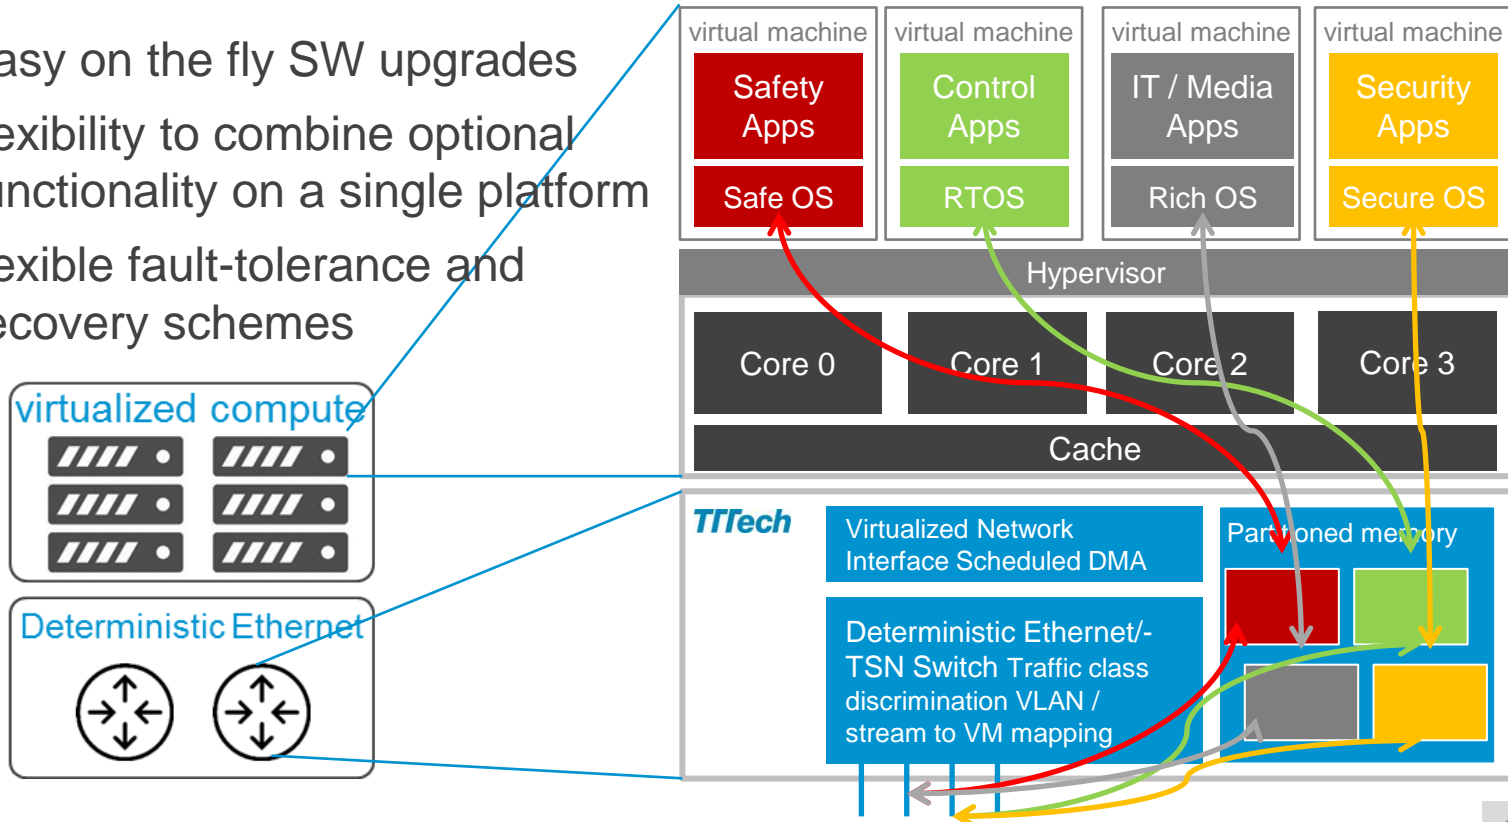 asy on the fly SW upgrades
exibility to combine optional
unctionality on a single platform
exible fault-tolerance and
ecovery schemes
virtualized compute
Deterministic Ethernet
virtual machine
Safety
Apps
Safe OS
virtual machine
Control
Apps
RTOS
virtual machine
IT / Media
Apps
Rich OS
virtual machine
Security
Apps
Secure OS
Hypervisor
Core 0
Core 1
Core 2
Core 3
Cache
TTTech
Virtualized Network
Interface Scheduled DMA
Deterministic Ethernet/-
TSN Switch Traffic class
discrimination VLAN /
stream to VM mapping
Partitioned memory